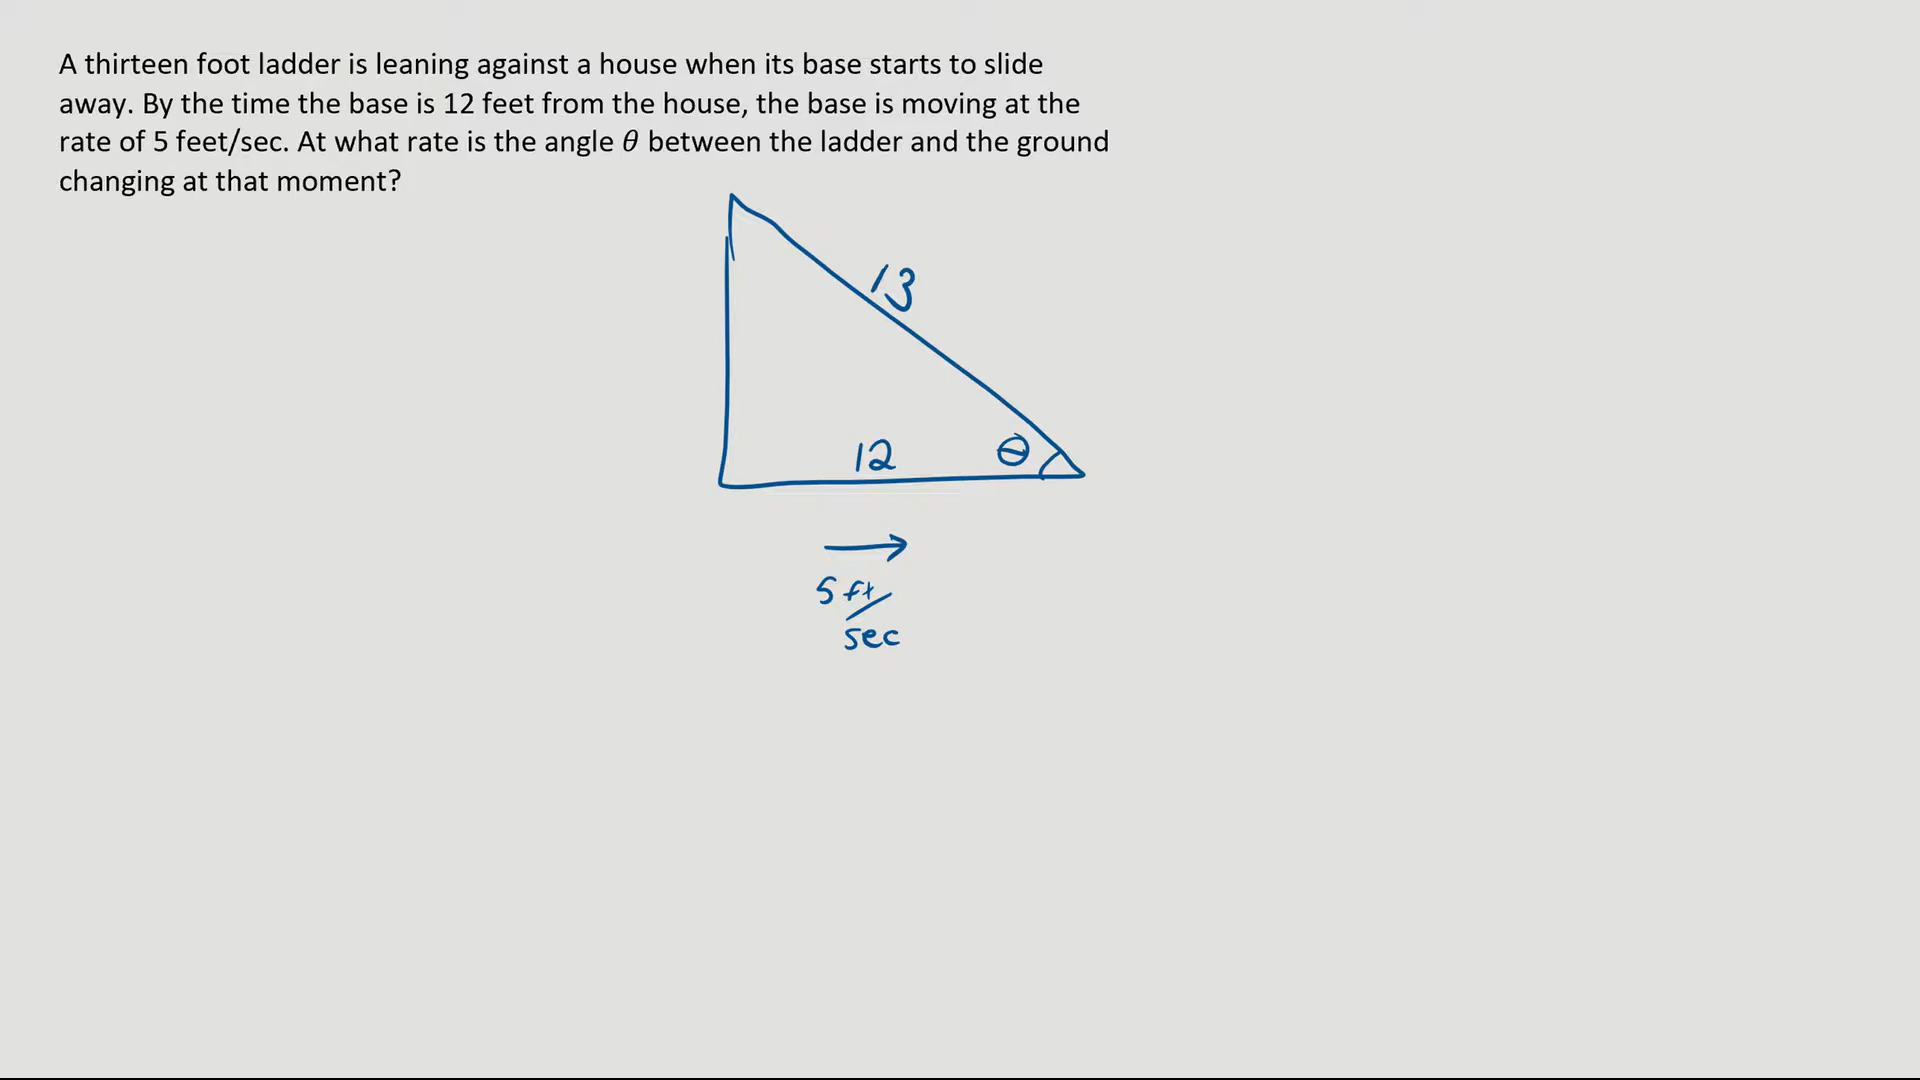 A thirteen foot ladder is leaning against a house when its base starts to slide
away. By the time the base is 12 feet from the house, the base is moving at the
rate of 5 feet/sec. At what rate is the angle θ between the ladder and the ground
changing at that moment?
13
12 θ
5 ft/
sec